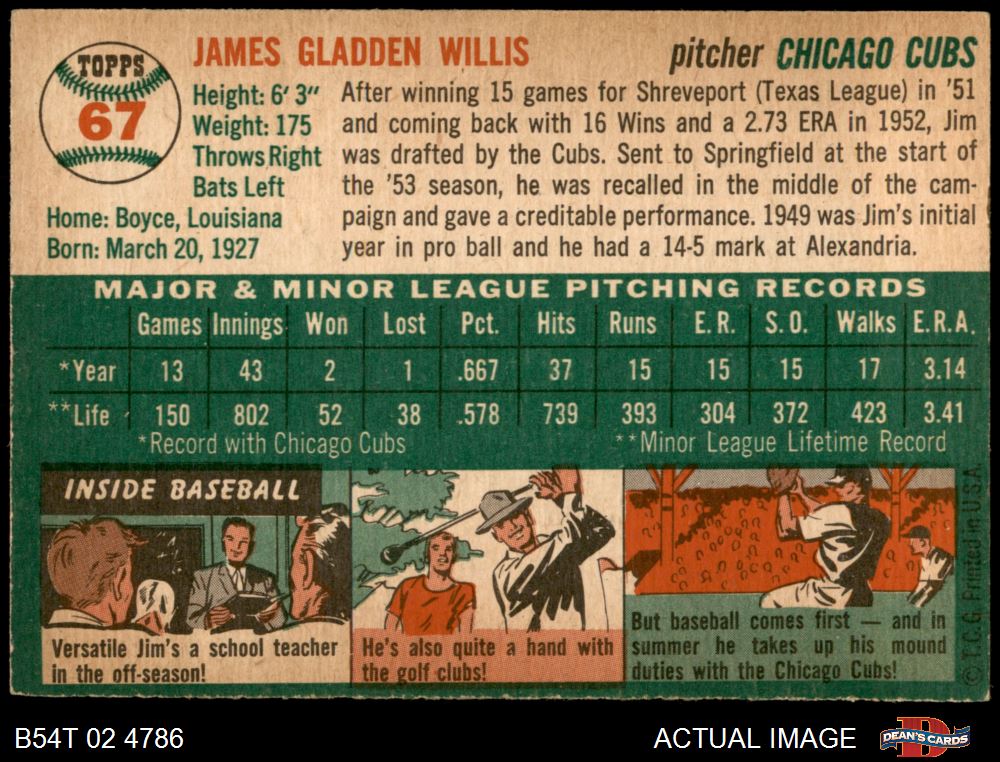 TOPPS
67
JAMES GLADDEN WILLIS
pitcher CHICAGO CUBS
Height: 6' 3"
Weight: 175
Throws Right
Bats Left
Home: Boyce, Louisiana
Born: March 20, 1927
After winning 15 games for Shreveport (Texas League) in '51
and coming back with 16 Wins and a 2.73 ERA in 1952, Jim
was drafted by the Cubs. Sent to Springfield at the start of
the '53 season, he was recalled in the middle of the cam-
paign and gave a creditable performance. 1949 was Jim's initial
year in pro ball and he had a 14-5 mark at Alexandria.
MAJOR & MINOR LEAGUE PITCHING RECORDS
Games Innings Won Lost Pct. Hits Runs E.R. S.O. Walks E.R.A.
*Year 13 43 2 1 .667 37 15 15 15 17 3.14
**Life 150 802 52 38 .578 739 393 304 372 423 3.41
*Record with Chicago Cubs **Minor League Lifetime Record
INSIDE BASEBALL
Versatile Jim's a school teacher
in the off-season!
He's also quite a hand with
the golf clubs!
But baseball comes first — and in
summer he takes up his mound
duties with the Chicago Cubs!
© T.C.G. Printed in U.S.A.
B54T 02 4786
ACTUAL IMAGE
DEAN'S CARDS